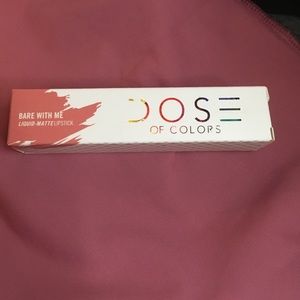 BARE WITH ME
LIQUID-MATTE LIPSTICK
DOSE
OF COLORS